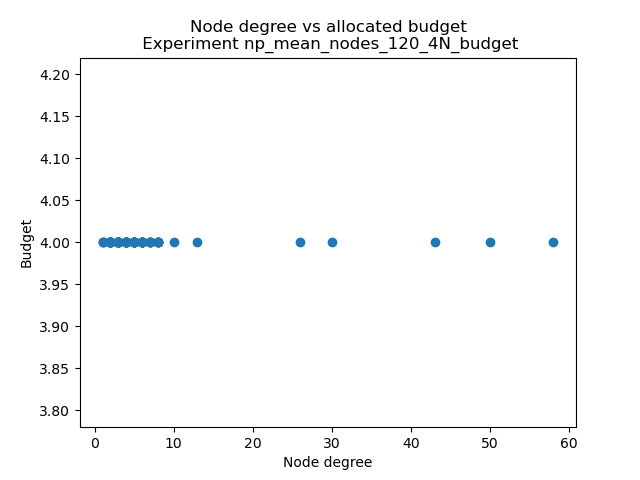 Node degree vs allocated budget
Experiment np_mean_nodes_120_4N_budget
4.20
4.15
4.10
4.05
4.00
3.95
3.90
3.85
3.80
Budget
0 10 20 30 40 50 60
Node degree